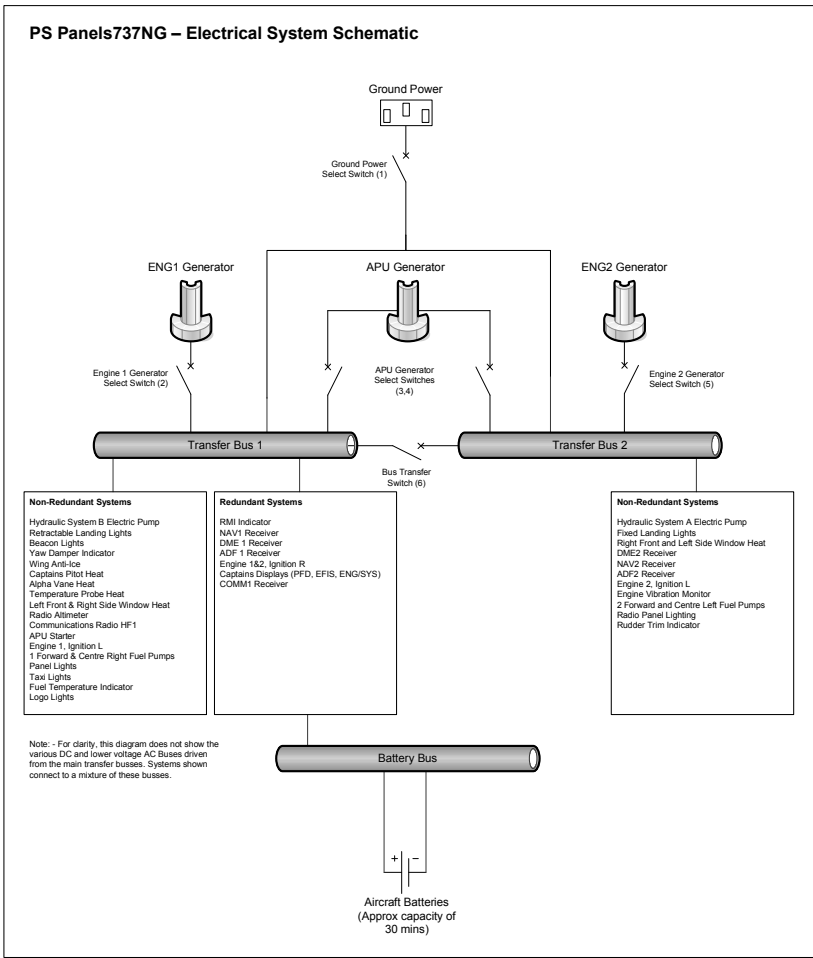 PS Panels737NG – Electrical System Schematic
Ground Power
Ground Power
Select Switch (1)
ENG1 Generator
APU Generator
ENG2 Generator
Engine 1 Generator
Select Switch (2)
APU Generator
Select Switches
(3,4)
Engine 2 Generator
Select Switch (5)
Transfer Bus 1
Transfer Bus 2
Bus Transfer
Switch (6)
Non-Redundant Systems
Hydraulic System B Electric Pump
Retractable Landing Lights
Beacon Lights
Yaw Damper Indicator
Wing Anti-Ice
Captains Pitot Heat
Alpha Vane Heat
Temperature Probe Heat
Left Front & Right Side Window Heat
Radio Altimeter
Communications Radio HF1
APU Starter
Engine 1, Ignition L
1 Forward & Centre Right Fuel Pumps
Panel Lights
Taxi Lights
Fuel Temperature Indicator
Logo Lights
Redundant Systems
RMI Indicator
NAV1 Receiver
DME 1 Receiver
ADF 1 Receiver
Engine 1&2, Ignition R
Captains Displays (PFD, EFIS, ENG/SYS)
COMM1 Receiver
Non-Redundant Systems
Hydraulic System A Electric Pump
Fixed Landing Lights
Right Front and Left Side Window Heat
DME2 Receiver
NAV2 Receiver
ADF2 Receiver
Engine 2, Ignition L
Engine Vibration Monitor
2 Forward and Centre Left Fuel Pumps
Radio Panel Lighting
Rudder Trim Indicator
Note: - For clarity, this diagram does not show the
various DC and lower voltage AC Buses driven
from the main transfer busses. Systems shown
connect to a mixture of these busses.
Battery Bus
+ −
Aircraft Batteries
(Approx capacity of
30 mins)